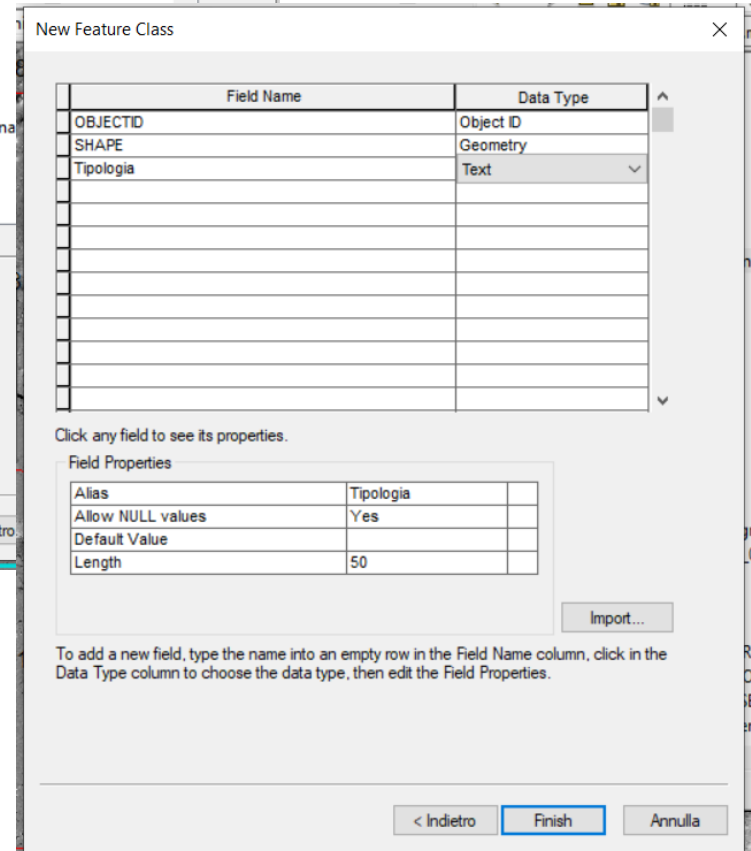 New Feature Class
Field Name Data Type
OBJECTID Object ID
SHAPE Geometry
Tipologia Text
Click any field to see its properties.
Field Properties
Alias Tipologia
Allow NULL values Yes
Default Value
Length 50
Import...
To add a new field, type the name into an empty row in the Field Name column, click in the
Data Type column to choose the data type, then edit the Field Properties.
< Indietro Finish Annulla